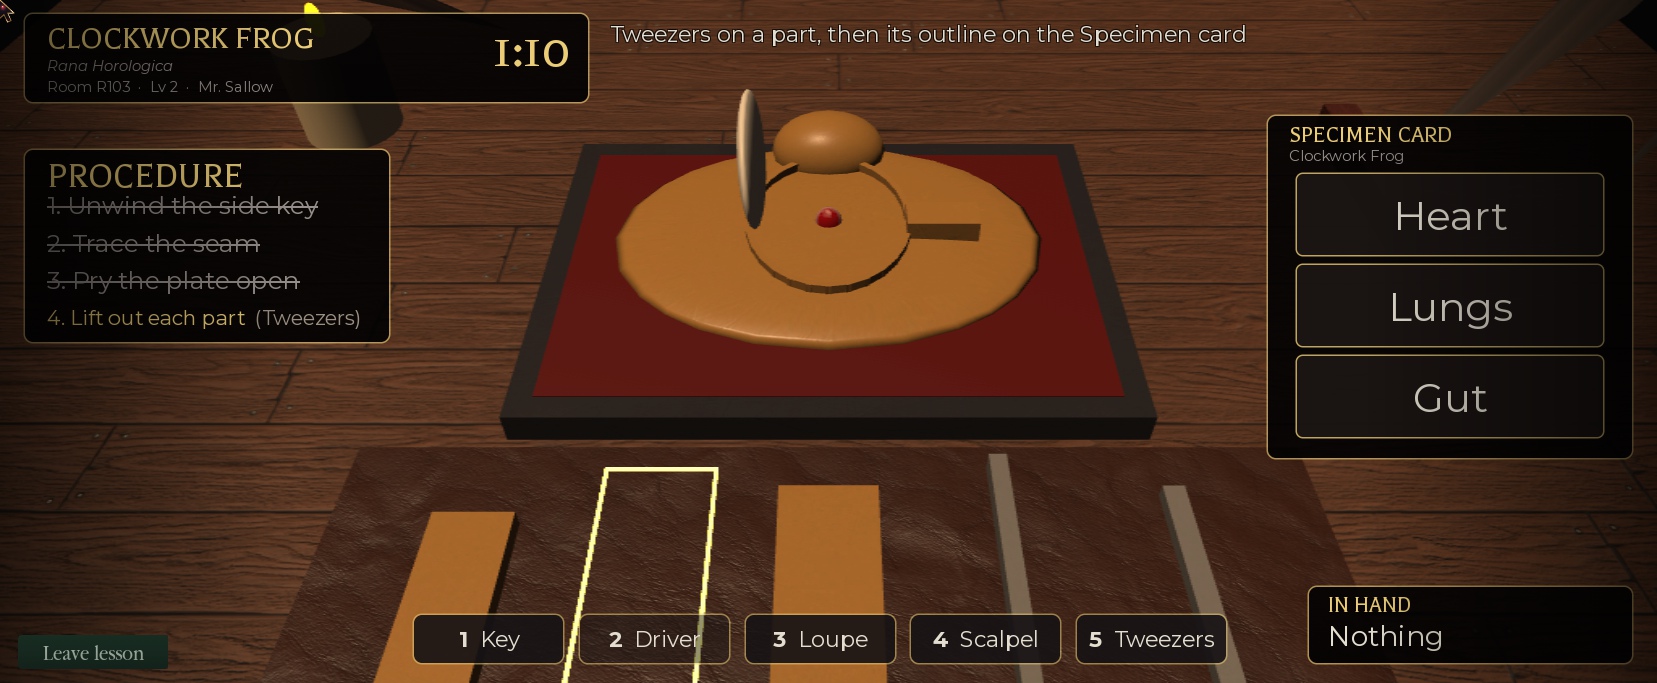 CLOCKWORK FROG
Rana Horologica
Room R103 · Lv 2 · Mr. Sallow
1:10
Tweezers on a part, then its outline on the Specimen card
PROCEDURE
1. Unwind the side key
2. Trace the seam
3. Pry the plate open
4. Lift out each part (Tweezers)
SPECIMEN CARD
Clockwork Frog
Heart
Lungs
Gut
1 Key
2 Driver
3 Loupe
4 Scalpel
5 Tweezers
IN HAND
Nothing
Leave lesson